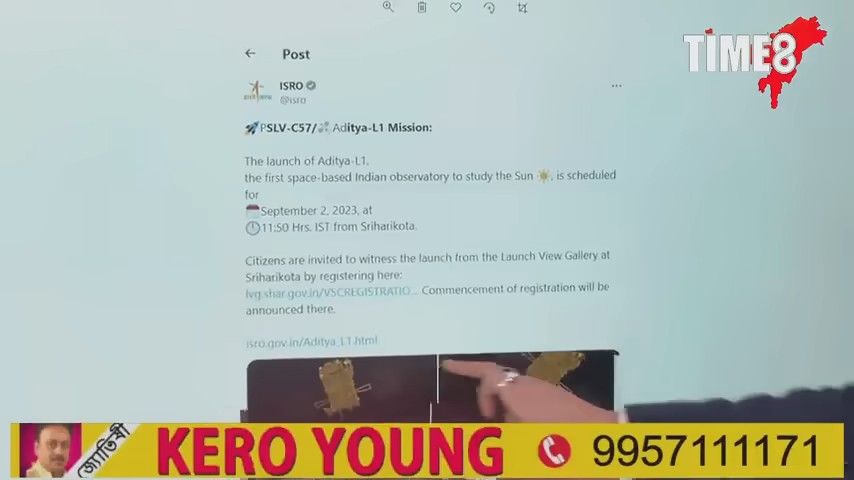 TIME8
Post
ISRO
@isro
PSLV-C57/ Aditya-L1 Mission:
The launch of Aditya-L1,
the first space-based Indian observatory to study the Sun , is scheduled
for
September 2, 2023, at
11:50 Hrs. IST from Sriharikota.
Citizens are invited to witness the launch from the Launch View Gallery at
Sriharikota by registering here:
lvg.shar.gov.in/VSCREGISTRATIO... Commencement of registration will be
announced there.
isro.gov.in/Aditya_L1.html
জ্যোতিষী
KERO YOUNG
9957111171